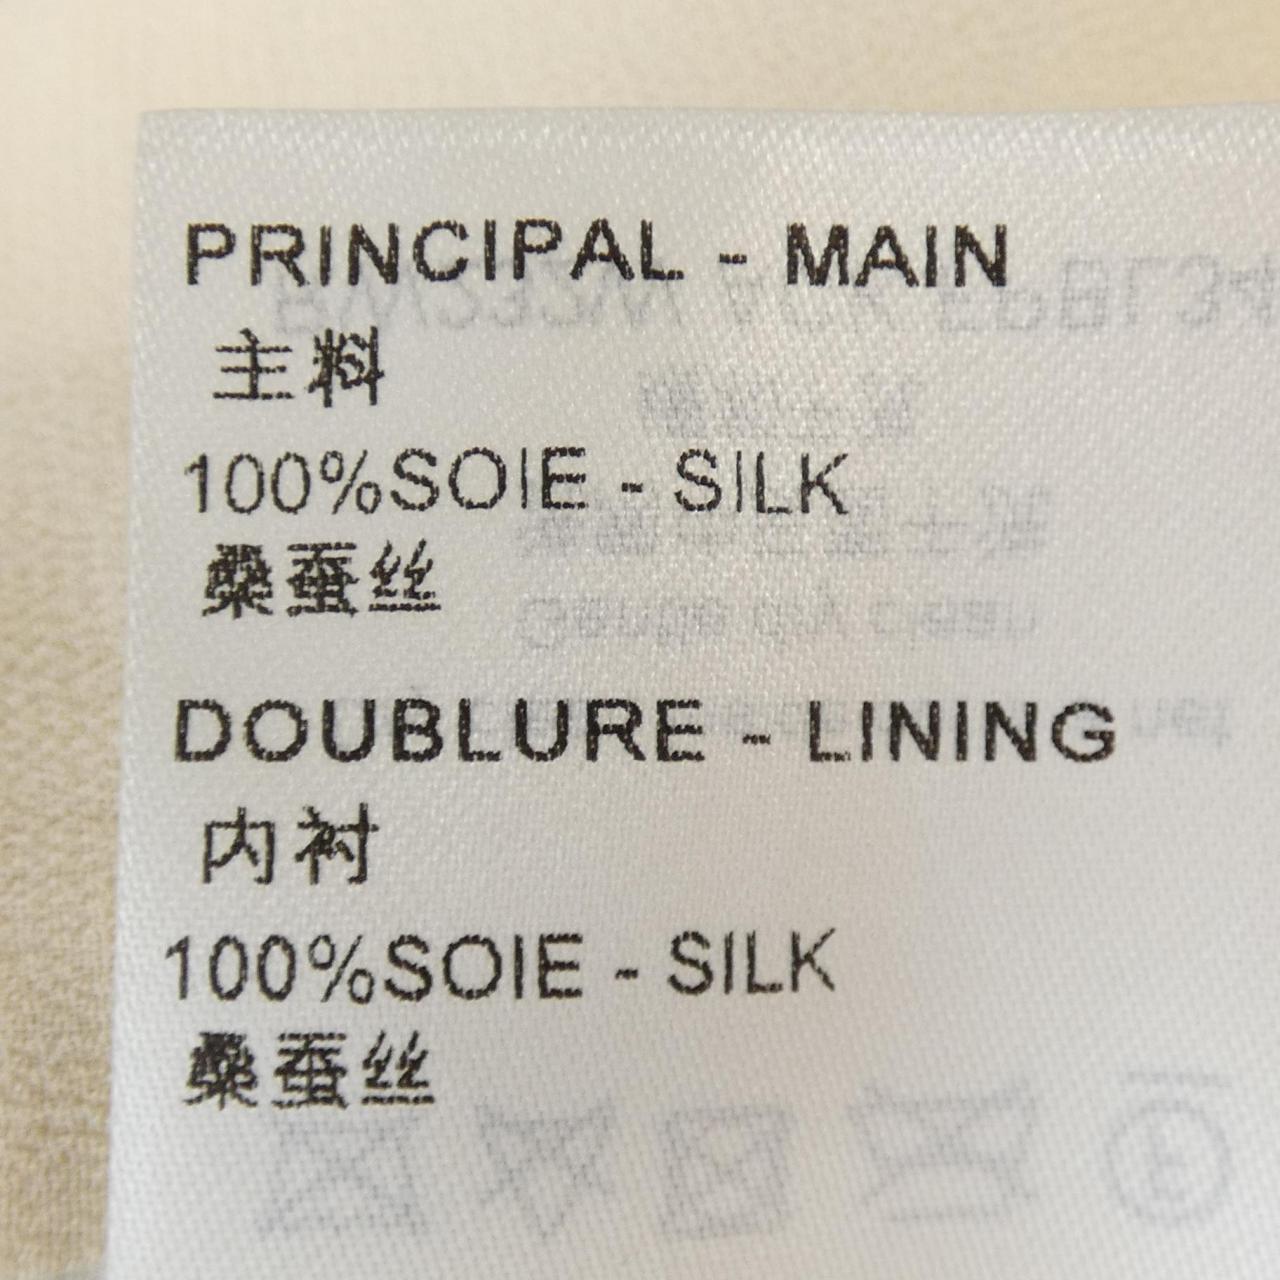 PRINCIPAL - MAIN
主料
100%SOIE - SILK
桑蚕丝
DOUBLURE - LINING
内衬
100%SOIE - SILK
桑蚕丝